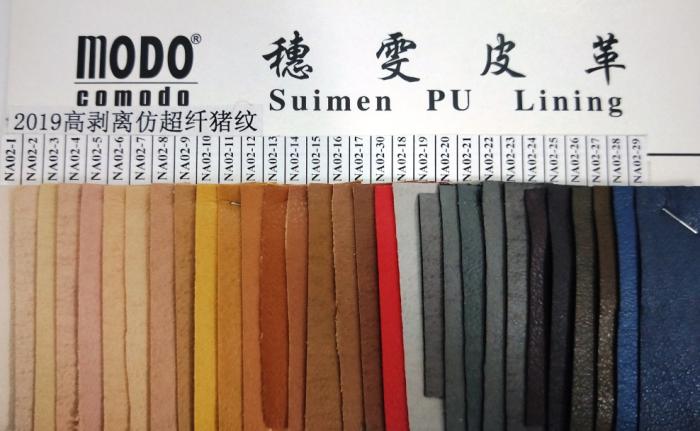 MODO® 穗雯皮革
comodo Suimen PU Lining
2019高剥离仿超纤猪纹
NA02-1 NA02-2 NA02-3 NA02-4 NA02-5 NA02-6 NA02-7 NA02-8 NA02-9 NA02-10 NA02-11 NA02-12 NA02-13 NA02-14 NA02-15 NA02-16 NA02-17 NA02-30 NA02-18 NA02-19 NA02-20 NA02-21 NA02-22 NA02-23 NA02-24 NA02-25 NA02-26 NA02-27 NA02-28 NA02-29